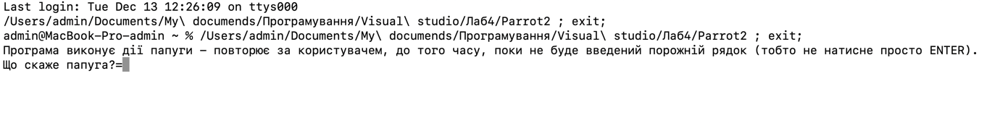 Last login: Tue Dec 13 12:26:09 on ttys000
/Users/admin/Documents/My\ documends/Програмування/Visual\ studio/Лаб4/Parrot2 ; exit;
admin@MacBook-Pro-admin ~ % /Users/admin/Documents/My\ documends/Програмування/Visual\ studio/Лаб4/Parrot2 ; exit;
Програма виконує дії папуги – повторює за користувачем, до того часу, поки не буде введений порожній рядок (тобто не натисне просто ENTER).
Що скаже папуга?=